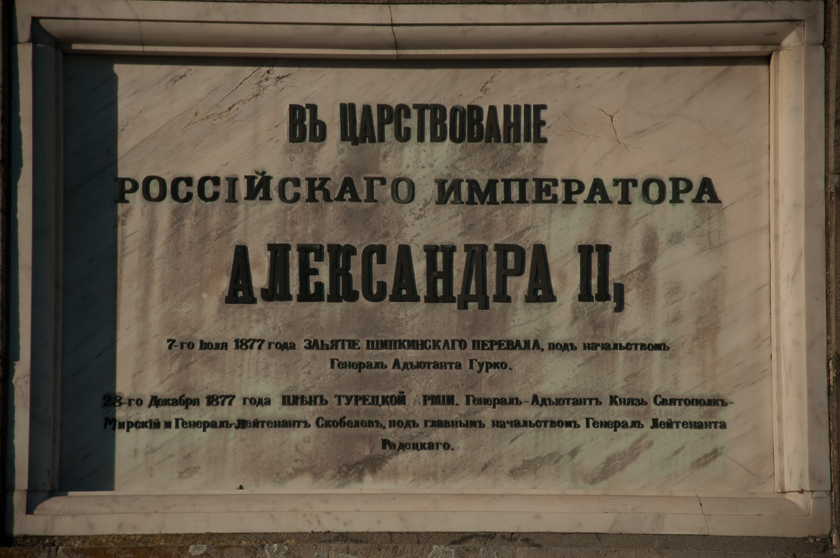 ВЪ ЦАРСТВОВАНІЕ
РОССІЙСКАГО ИМПЕРАТОРА
АЛЕКСАНДРА II,
7-го Іюля 1877 года ЗАНЯТІЕ ШИПКИНСКАГО ПЕРЕВАЛА, подъ начальствомъ
Генералъ Адъютанта Гурко.
28-го Декабря 1877 года ПЛѢНЪ ТУРЕЦКОЙ АРМІИ. Генералъ-Адъютантъ Князь Святополкъ-
Мирскій и Генералъ-Лейтенантъ Скобелевъ, подъ главнымъ начальствомъ Генералъ Лейтенанта
Радецкаго.